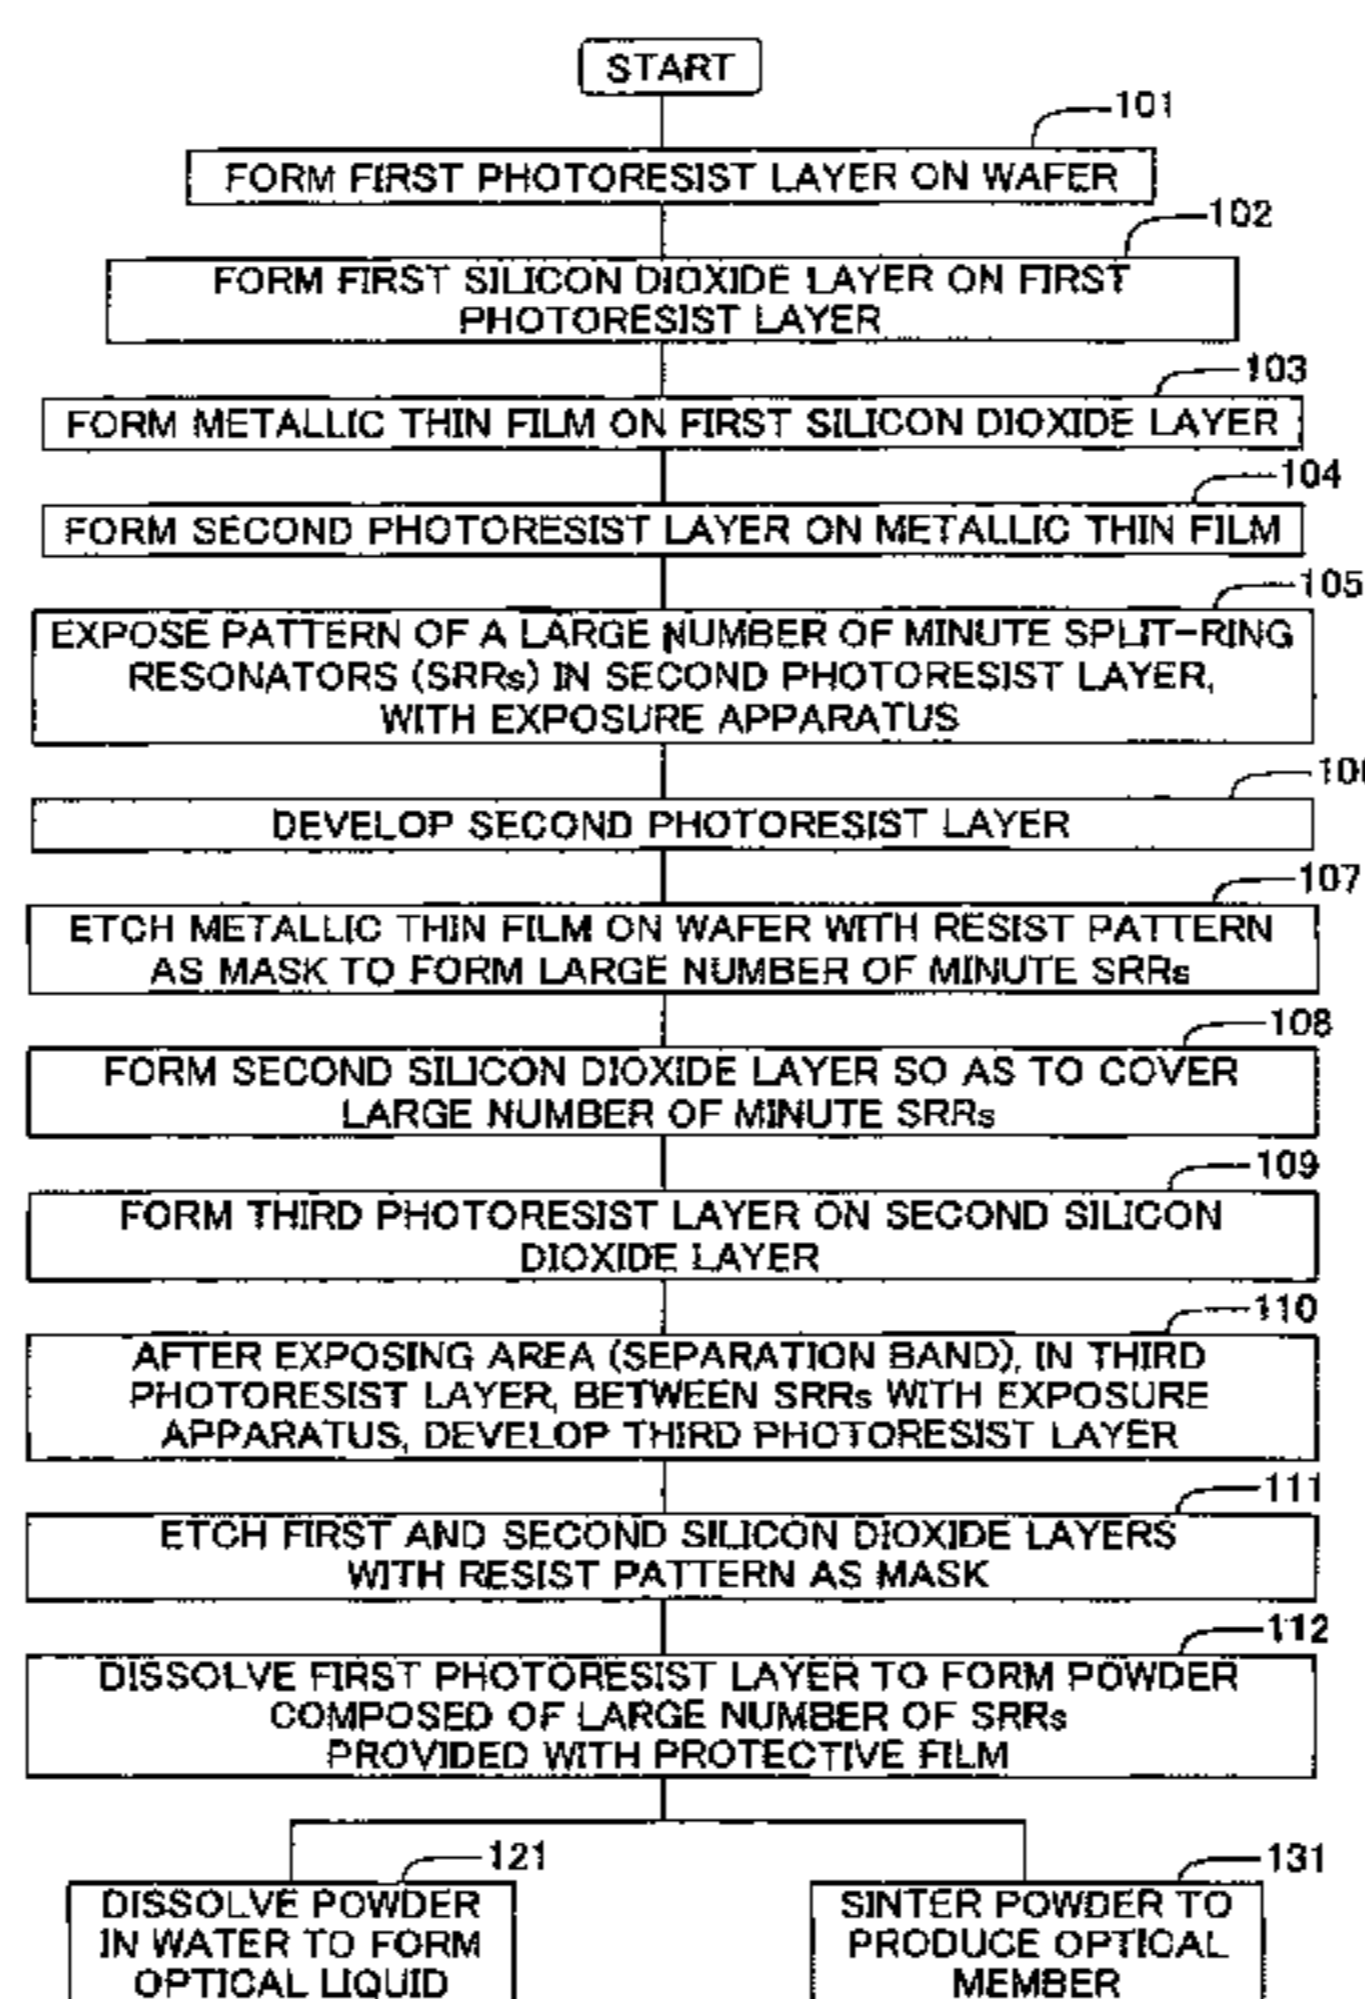 START
101
FORM FIRST PHOTORESIST LAYER ON WAFER
102
FORM FIRST SILICON DIOXIDE LAYER ON FIRST
PHOTORESIST LAYER
103
FORM METALLIC THIN FILM ON FIRST SILICON DIOXIDE LAYER
104
FORM SECOND PHOTORESIST LAYER ON METALLIC THIN FILM
105
EXPOSE PATTERN OF A LARGE NUMBER OF MINUTE SPLIT-RING
RESONATORS (SRRs) IN SECOND PHOTORESIST LAYER,
WITH EXPOSURE APPARATUS
DEVELOP SECOND PHOTORESIST LAYER
107
ETCH METALLIC THIN FILM ON WAFER WITH RESIST PATTERN
AS MASK TO FORM LARGE NUMBER OF MINUTE SRRs
108
FORM SECOND SILICON DIOXIDE LAYER SO AS TO COVER
LARGE NUMBER OF MINUTE SRRs
109
FORM THIRD PHOTORESIST LAYER ON SECOND SILICON
DIOXIDE LAYER
110
AFTER EXPOSING AREA (SEPARATION BAND), IN THIRD
PHOTORESIST LAYER, BETWEEN SRRs WITH EXPOSURE
APPARATUS, DEVELOP THIRD PHOTORESIST LAYER
111
ETCH FIRST AND SECOND SILICON DIOXIDE LAYERS
WITH RESIST PATTERN AS MASK
112
DISSOLVE FIRST PHOTORESIST LAYER TO FORM POWDER
COMPOSED OF LARGE NUMBER OF SRRs
PROVIDED WITH PROTECTIVE FILM
121
DISSOLVE POWDER
IN WATER TO FORM
OPTICAL LIQUID
131
SINTER POWDER TO
PRODUCE OPTICAL
MEMBER